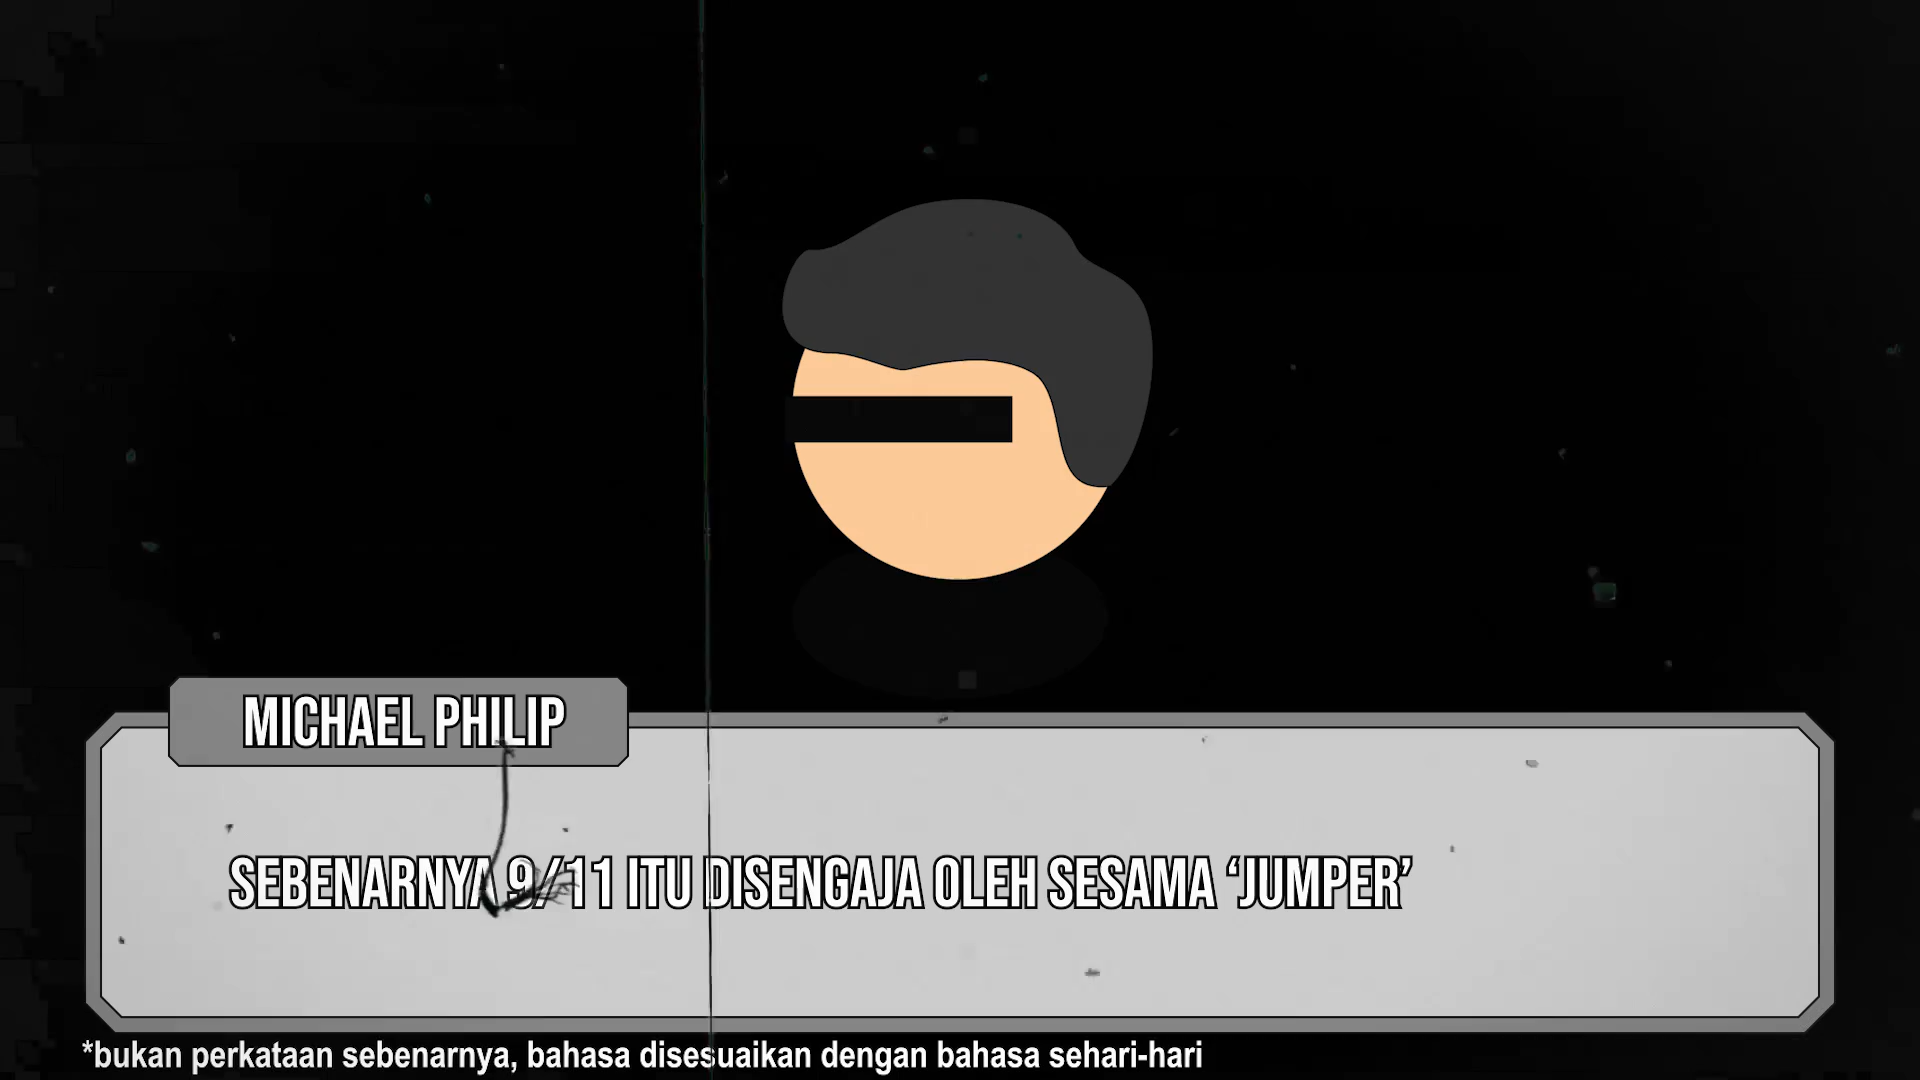 MICHAEL PHILIP
SEBENARNYA 9/11 ITU DISENGAJA OLEH SESAMA ‘JUMPER’
*bukan perkataan sebenarnya, bahasa disesuaikan dengan bahasa sehari-hari